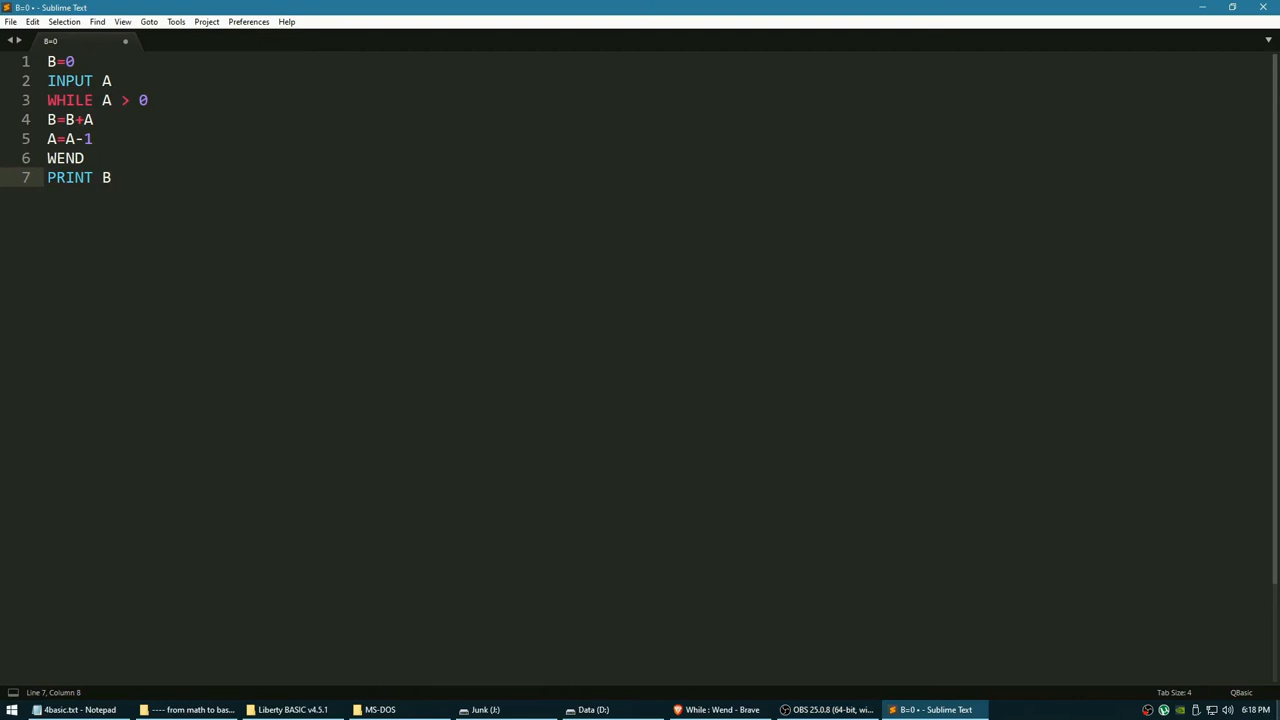 B=0 • - Sublime Text
File Edit Selection Find View Goto Tools Project Preferences Help
B=0
1 B=0
2 INPUT A
3 WHILE A > 0
4 B=B+A
5 A=A-1
6 WEND
7 PRINT B
Line 7, Column 8 Tab Size: 4 QBasic
4basic.txt - Notepad ---- from math to bas... Liberty BASIC v4.5.1 MS-DOS Junk (J:) Data (D:) While : Wend - Brave OBS 25.0.8 (64-bit, wi... B=0 • - Sublime Text 6:18 PM